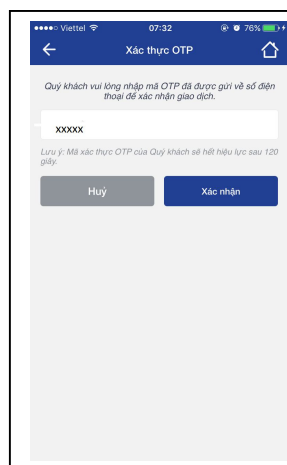 Viettel 07:32 76%
Xác thực OTP
Quý khách vui lòng nhập mã OTP đã được gửi về số điện
thoại để xác nhận giao dịch.
xxxxx
Lưu ý: Mã xác thực OTP của Quý khách sẽ hết hiệu lực sau 120
giây.
Huỷ Xác nhận